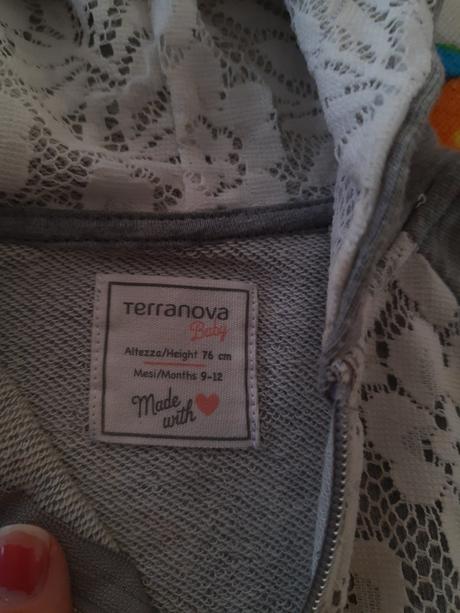 Terranova
Baby
Altezza/Height 76 cm
Mesi/Months 9-12
Made
with